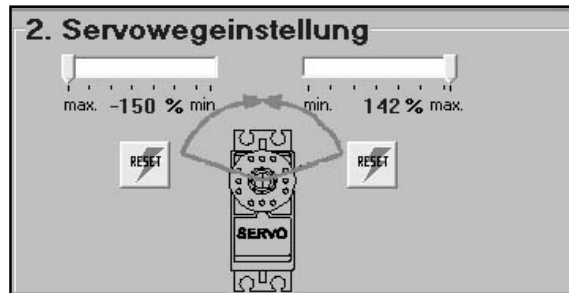 2. Servowegeinstellung
max. -150 % min.
min. 142 % max.
RESET
RESET
SERVO